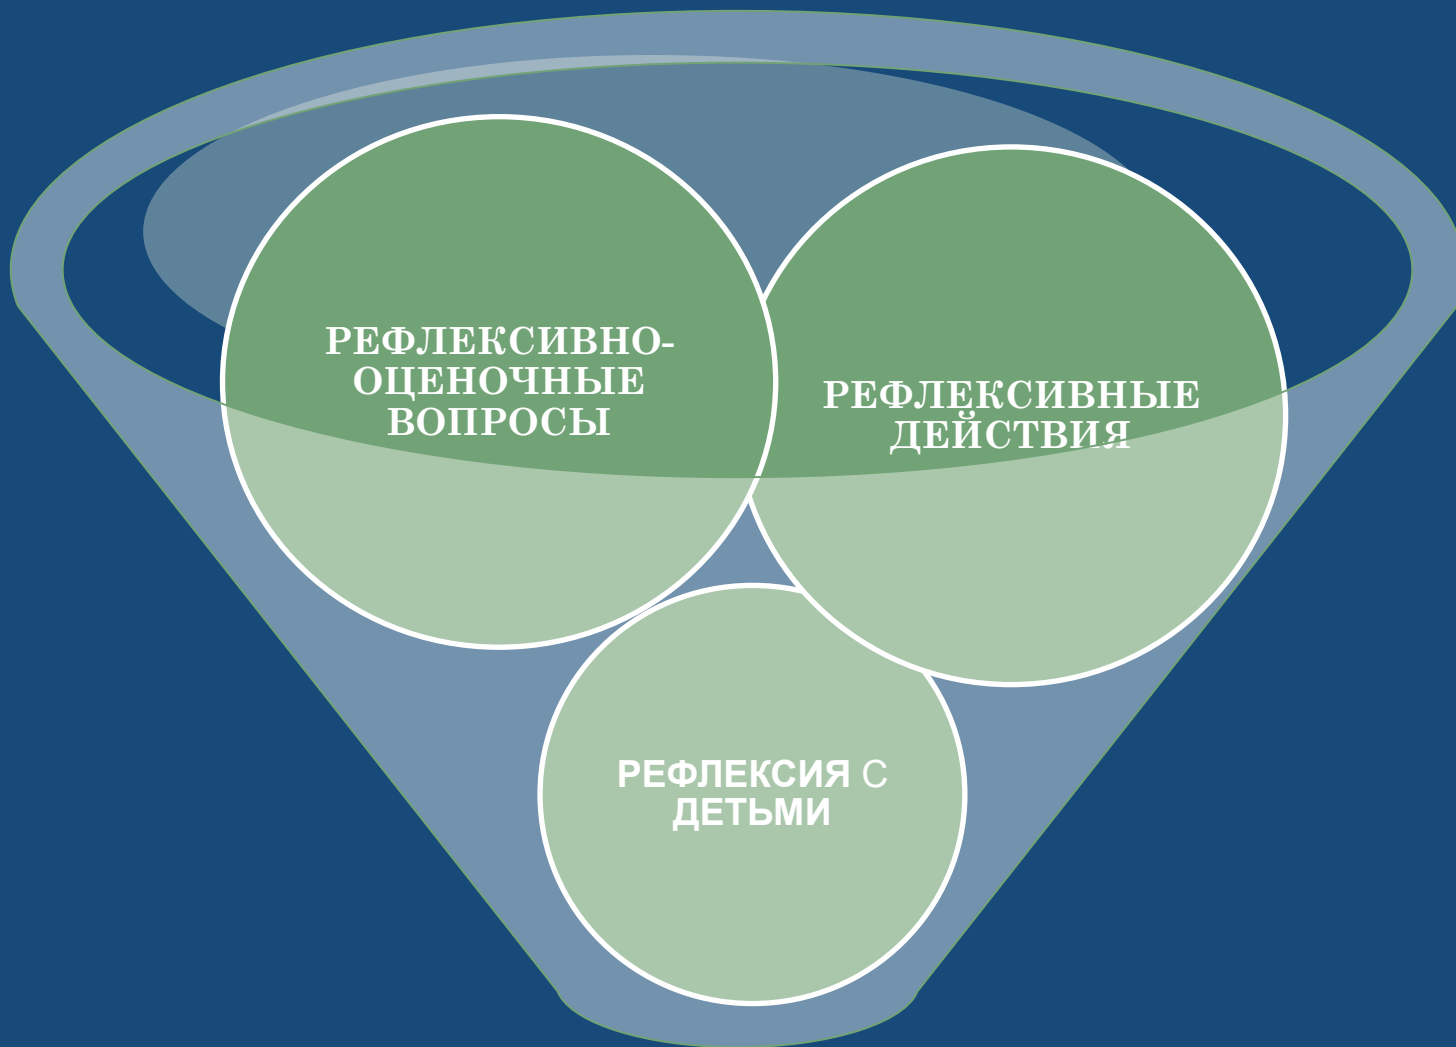 РЕФЛЕКСИВНО-
ОЦЕНОЧНЫЕ
ВОПРОСЫ
РЕФЛЕКСИВНЫЕ
ДЕЙСТВИЯ
РЕФЛЕКСИЯ С
ДЕТЬМИ